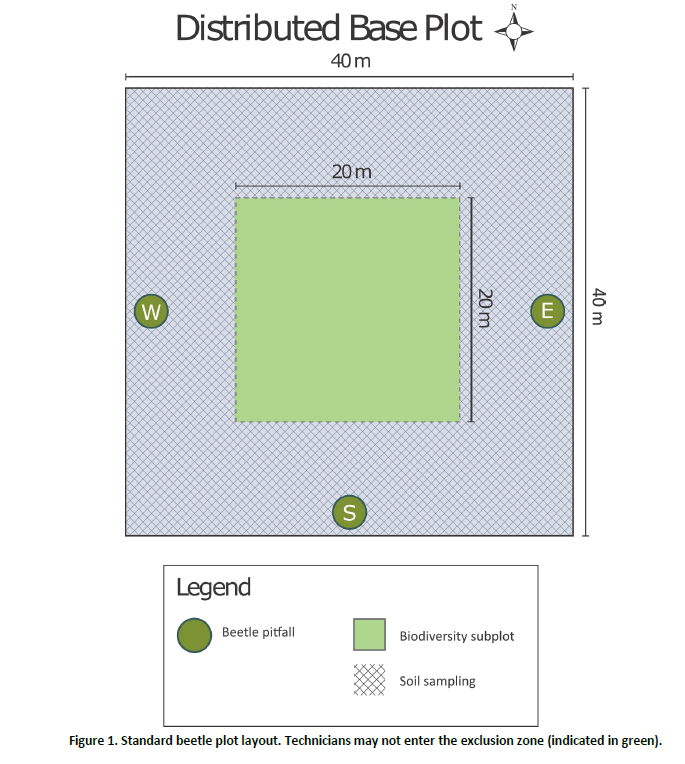 Distributed Base Plot
N
40 m
20 m
W
20 m
E
40 m
S
Legend
Beetle pitfall
Biodiversity subplot
Soil sampling
Figure 1. Standard beetle plot layout. Technicians may not enter the exclusion zone (indicated in green).